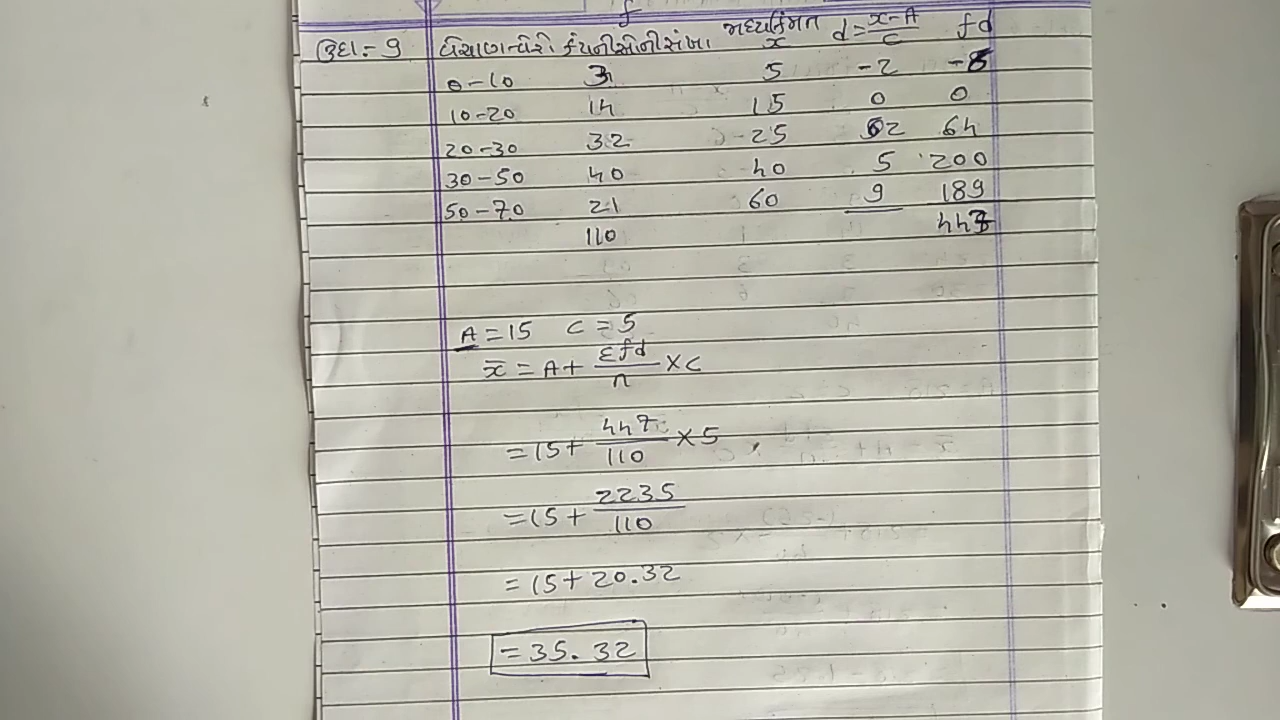 f
ઉદા:- 9 ઘસારા ન્યોરો કંપનીઓની સંખ્યા મધ્યકિંમત x d = x-A/C fd
0-10 3 5 -2 -6
10-20 14 15 0 0
20-30 32 25 2 64
30-50 40 40 5 200
50-70 21 60 9 189
110 447
A = 15 C = 5
x̄ = A + Σfd/n × C
= 15 + 447/110 × 5
= 15 + 2235/110
= 15 + 20.32
= 35.32